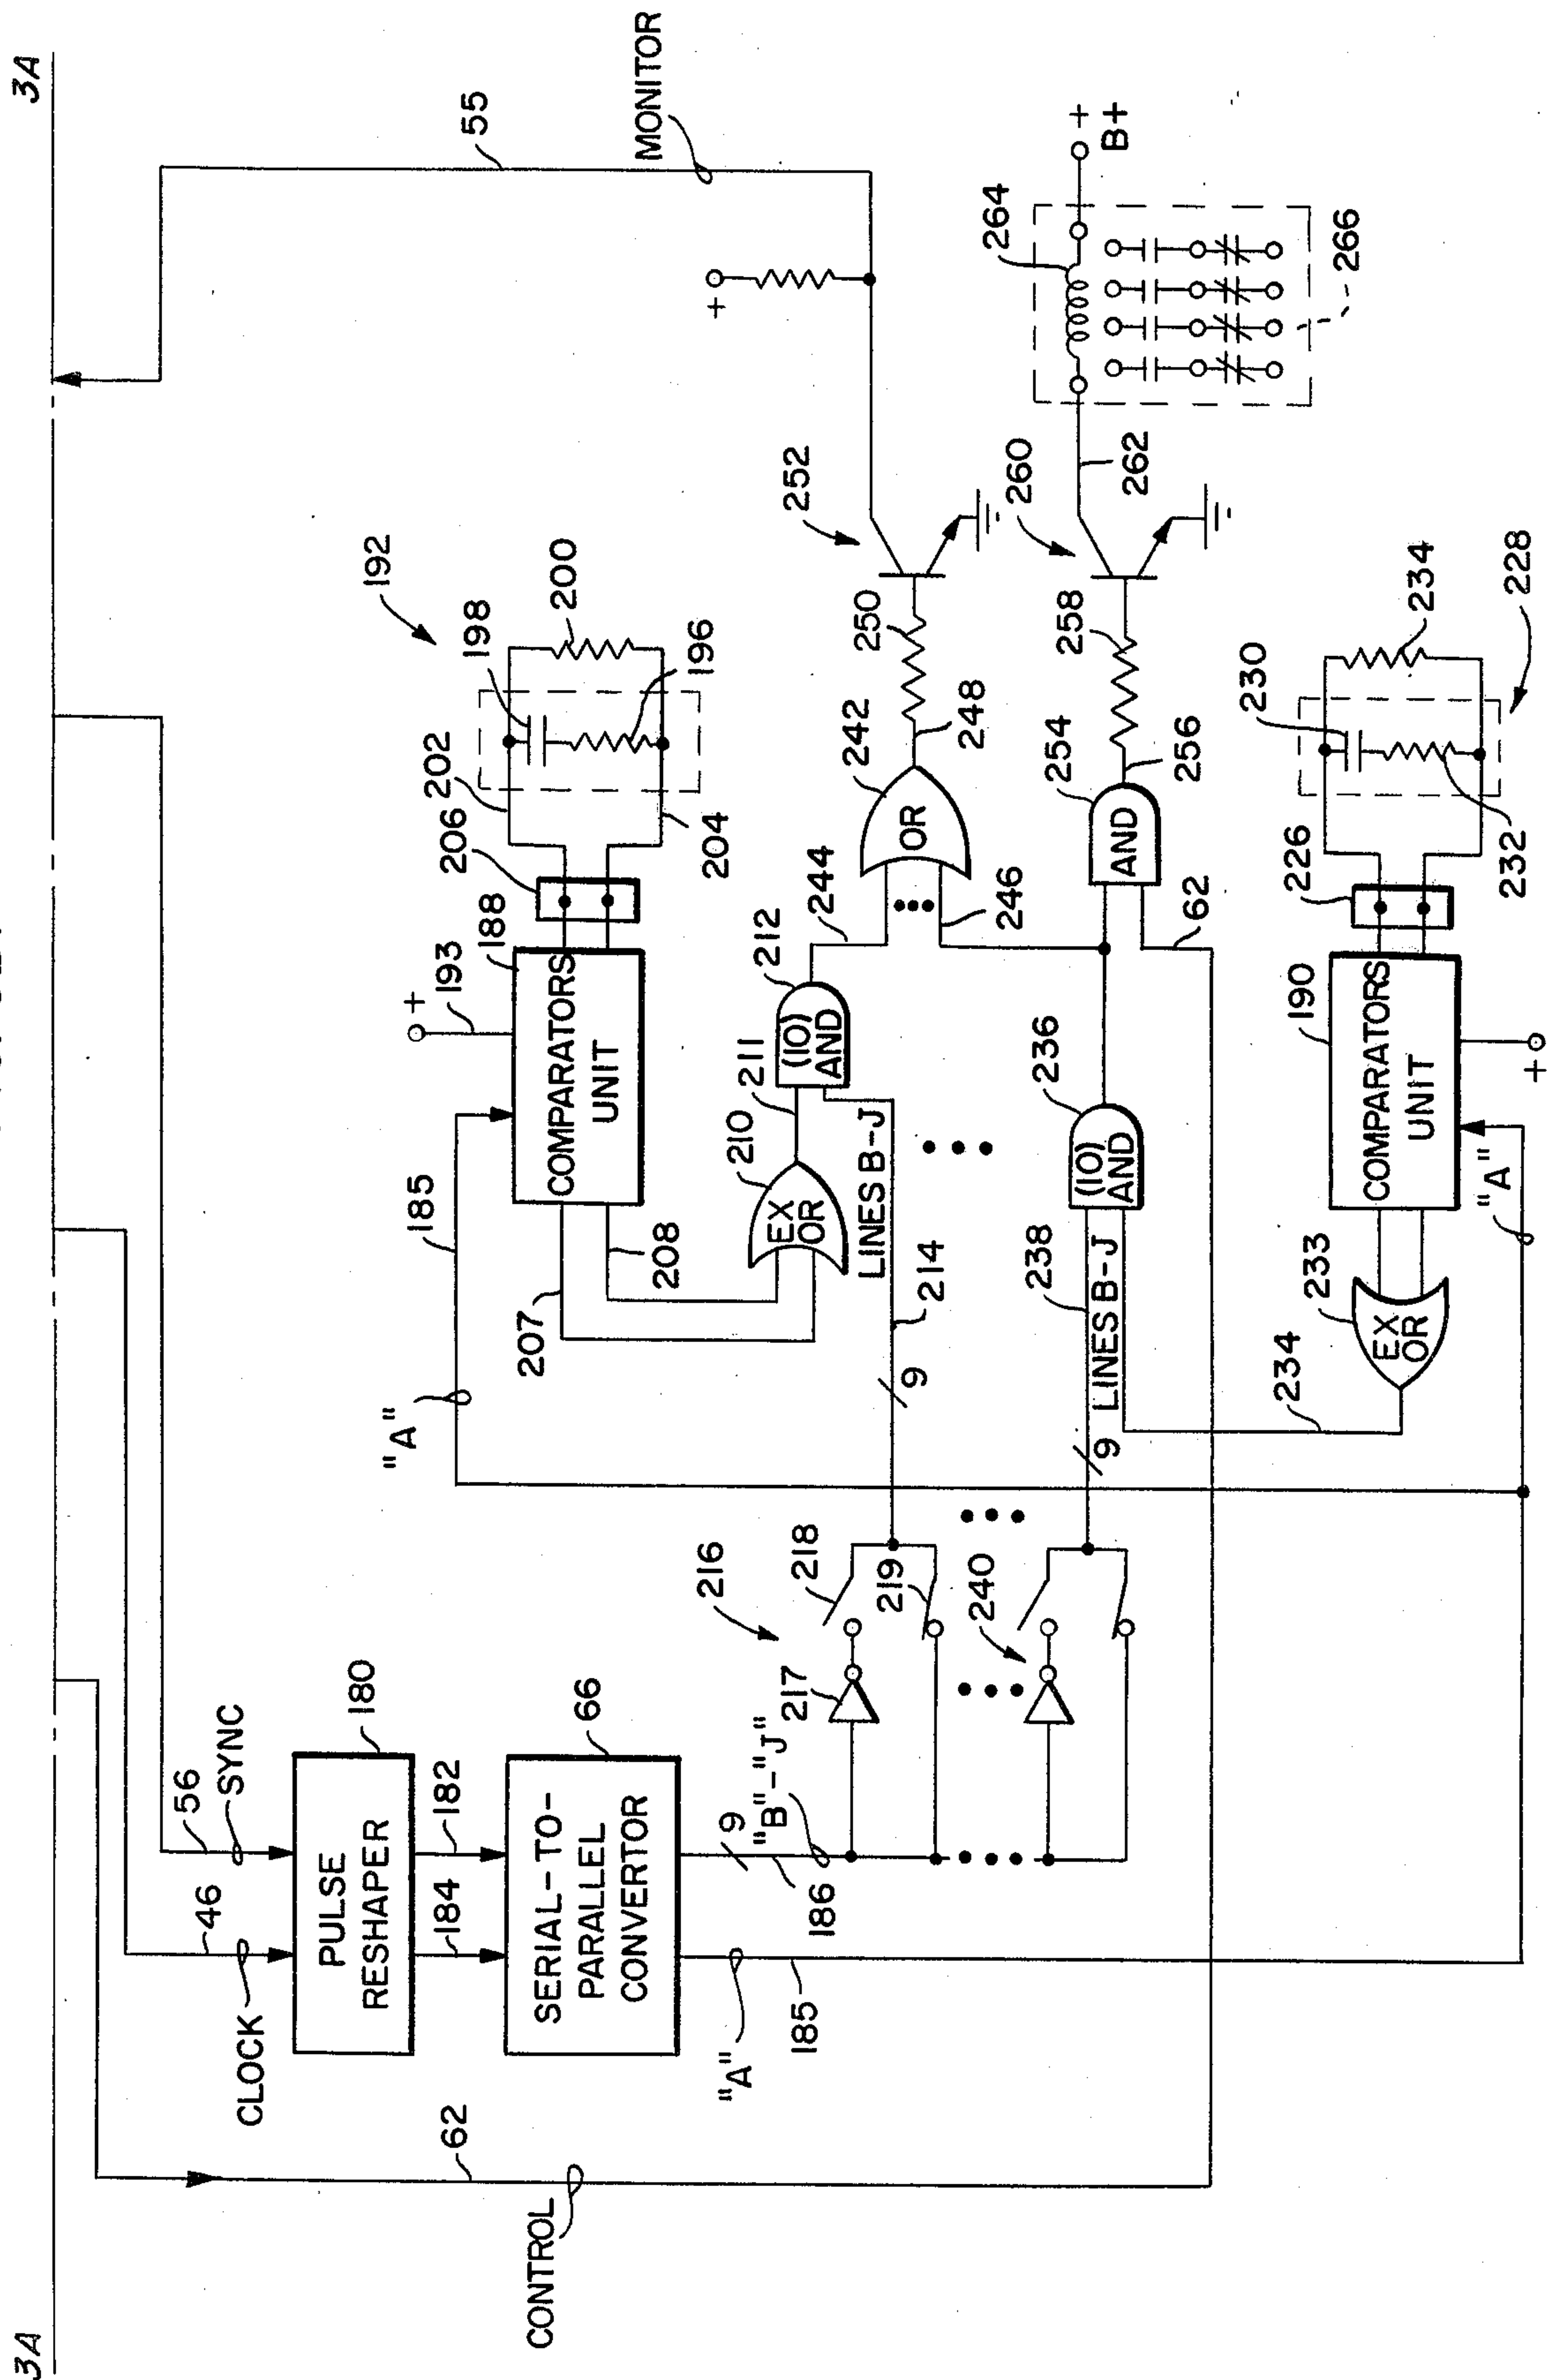 3A
3A
CONTROL
62
CLOCK
46
56
SYNC
PULSE
RESHAPER
180
184
182
SERIAL-TO-
PARALLEL
CONVERTOR
66
"A"
185
186
9
"B"-"J"
217
216
218
219
240
"A"
185
207
208
193
+
COMPARATORS
UNIT
188
206
202
204
198
196
200
192
EX
OR
210
211
(10)
AND
212
LINES B-J
214
9
244
246
OR
242
248
250
252
+
55
MONITOR
238
LINES B-J
9
(10)
AND
236
AND
254
62
256
258
260
262
264
266
+
B+
234
EX
OR
233
"A"
COMPARATORS
UNIT
190
+
226
230
232
234
228